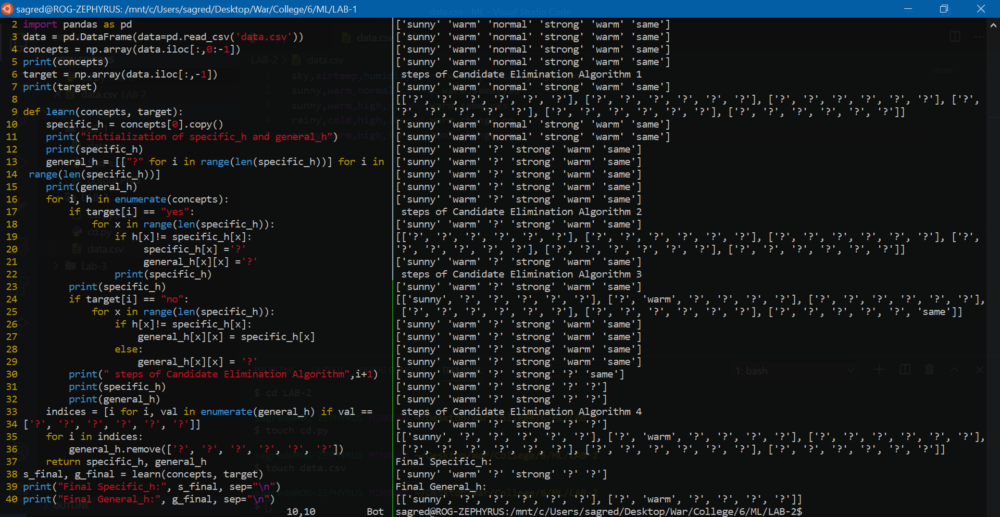 sagred@ROG-ZEPHYRUS: /mnt/c/Users/sagred/Desktop/War/College/6/ML/LAB-1
2 import pandas as pd
3 data = pd.DataFrame(data=pd.read_csv('data.csv'))
4 concepts = np.array(data.iloc[:,0:-1])
5 print(concepts)
6 target = np.array(data.iloc[:,-1])
7 print(target)
8
9 def learn(concepts, target):
10     specific_h = concepts[0].copy()
11     print("initialization of specific_h and general_h")
12     print(specific_h)
13     general_h = [["?" for i in range(len(specific_h))] for i in
14  range(len(specific_h))]
15     print(general_h)
16     for i, h in enumerate(concepts):
17         if target[i] == "yes":
18             for x in range(len(specific_h)):
19                 if h[x]!= specific_h[x]:
20                      specific_h[x] ='?'
21                      general_h[x][x] ='?'
22                 print(specific_h)
23         print(specific_h)
24         if target[i] == "no":
25             for x in range(len(specific_h)):
26                 if h[x]!= specific_h[x]:
27                     general_h[x][x] = specific_h[x]
28                 else:
29                     general_h[x][x] = '?'
30         print(" steps of Candidate Elimination Algorithm",i+1)
31         print(specific_h)
32         print(general_h)
33     indices = [i for i, val in enumerate(general_h) if val ==
34 ['?', '?', '?', '?', '?', '?']]
35     for i in indices:
36         general_h.remove(['?', '?', '?', '?', '?', '?'])
37     return specific_h, general_h
38 s_final, g_final = learn(concepts, target)
39 print("Final Specific_h:", s_final, sep="\n")
40 print("Final General_h:", g_final, sep="\n")
10,10 Bot
['sunny' 'warm' 'normal' 'strong' 'warm' 'same']
['sunny' 'warm' 'normal' 'strong' 'warm' 'same']
['sunny' 'warm' 'normal' 'strong' 'warm' 'same']
['sunny' 'warm' 'normal' 'strong' 'warm' 'same']
 steps of Candidate Elimination Algorithm 1
['sunny' 'warm' 'normal' 'strong' 'warm' 'same']
[['?', '?', '?', '?', '?', '?'], ['?', '?', '?', '?', '?', '?'], ['?', '?', '?', '?', '?', '?'], ['?',
'?', '?', '?', '?', '?'], ['?', '?', '?', '?', '?', '?'], ['?', '?', '?', '?', '?', '?']]
['sunny' 'warm' 'normal' 'strong' 'warm' 'same']
['sunny' 'warm' 'normal' 'strong' 'warm' 'same']
['sunny' 'warm' '?' 'strong' 'warm' 'same']
['sunny' 'warm' '?' 'strong' 'warm' 'same']
['sunny' 'warm' '?' 'strong' 'warm' 'same']
['sunny' 'warm' '?' 'strong' 'warm' 'same']
['sunny' 'warm' '?' 'strong' 'warm' 'same']
 steps of Candidate Elimination Algorithm 2
['sunny' 'warm' '?' 'strong' 'warm' 'same']
[['?', '?', '?', '?', '?', '?'], ['?', '?', '?', '?', '?', '?'], ['?', '?', '?', '?', '?', '?'], ['?',
'?', '?', '?', '?', '?'], ['?', '?', '?', '?', '?', '?'], ['?', '?', '?', '?', '?', '?']]
['sunny' 'warm' '?' 'strong' 'warm' 'same']
 steps of Candidate Elimination Algorithm 3
['sunny' 'warm' '?' 'strong' 'warm' 'same']
[['sunny', '?', '?', '?', '?', '?'], ['?', 'warm', '?', '?', '?', '?'], ['?', '?', '?', '?', '?', '?'],
 ['?', '?', '?', '?', '?', '?'], ['?', '?', '?', '?', '?', '?'], ['?', '?', '?', '?', '?', 'same']]
['sunny' 'warm' '?' 'strong' 'warm' 'same']
['sunny' 'warm' '?' 'strong' 'warm' 'same']
['sunny' 'warm' '?' 'strong' 'warm' 'same']
['sunny' 'warm' '?' 'strong' 'warm' 'same']
['sunny' 'warm' '?' 'strong' '?' 'same']
['sunny' 'warm' '?' 'strong' '?' '?']
['sunny' 'warm' '?' 'strong' '?' '?']
 steps of Candidate Elimination Algorithm 4
['sunny' 'warm' '?' 'strong' '?' '?']
[['sunny', '?', '?', '?', '?', '?'], ['?', 'warm', '?', '?', '?', '?'], ['?', '?', '?', '?', '?', '?'],
 ['?', '?', '?', '?', '?', '?'], ['?', '?', '?', '?', '?', '?'], ['?', '?', '?', '?', '?', '?']]
Final Specific_h:
['sunny' 'warm' '?' 'strong' '?' '?']
Final General_h:
[['sunny', '?', '?', '?', '?', '?'], ['?', 'warm', '?', '?', '?', '?']]
sagred@ROG-ZEPHYRUS:/mnt/c/Users/sagred/Desktop/War/College/6/ML/LAB-2$